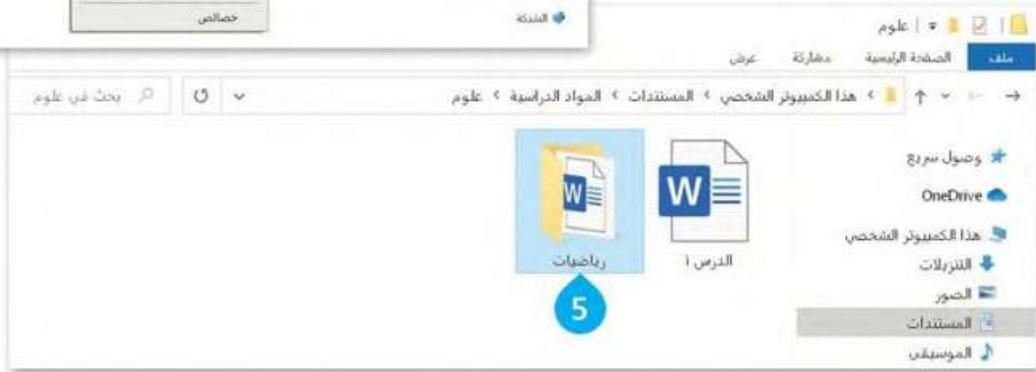 خصائص
الشبكة
علوم
ملف الصفحة الرئيسية مشاركة عرض
هذا الكمبيوتر الشخصي > المستندات > المواد الدراسية > علوم
بحث في علوم
وصول سريع
OneDrive
هذا الكمبيوتر الشخصي
التنزيلات
الصور
المستندات
الموسيقى
W
الدرس ١
W
رياضيات
5